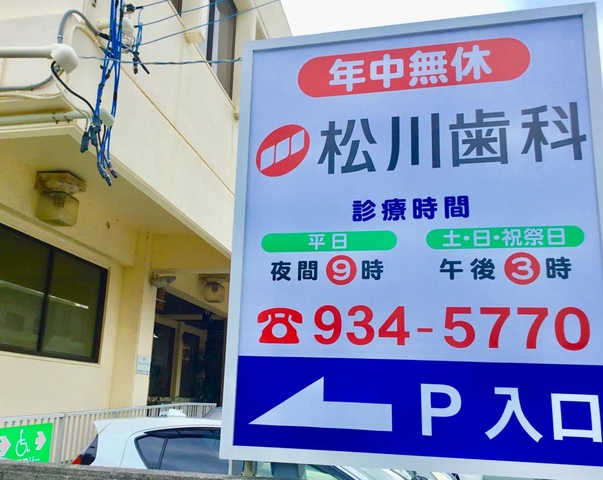 年中無休
松川歯科
診療時間
平日
夜間9時
土・日・祝祭日
午後3時
☎934-5770
P 入口